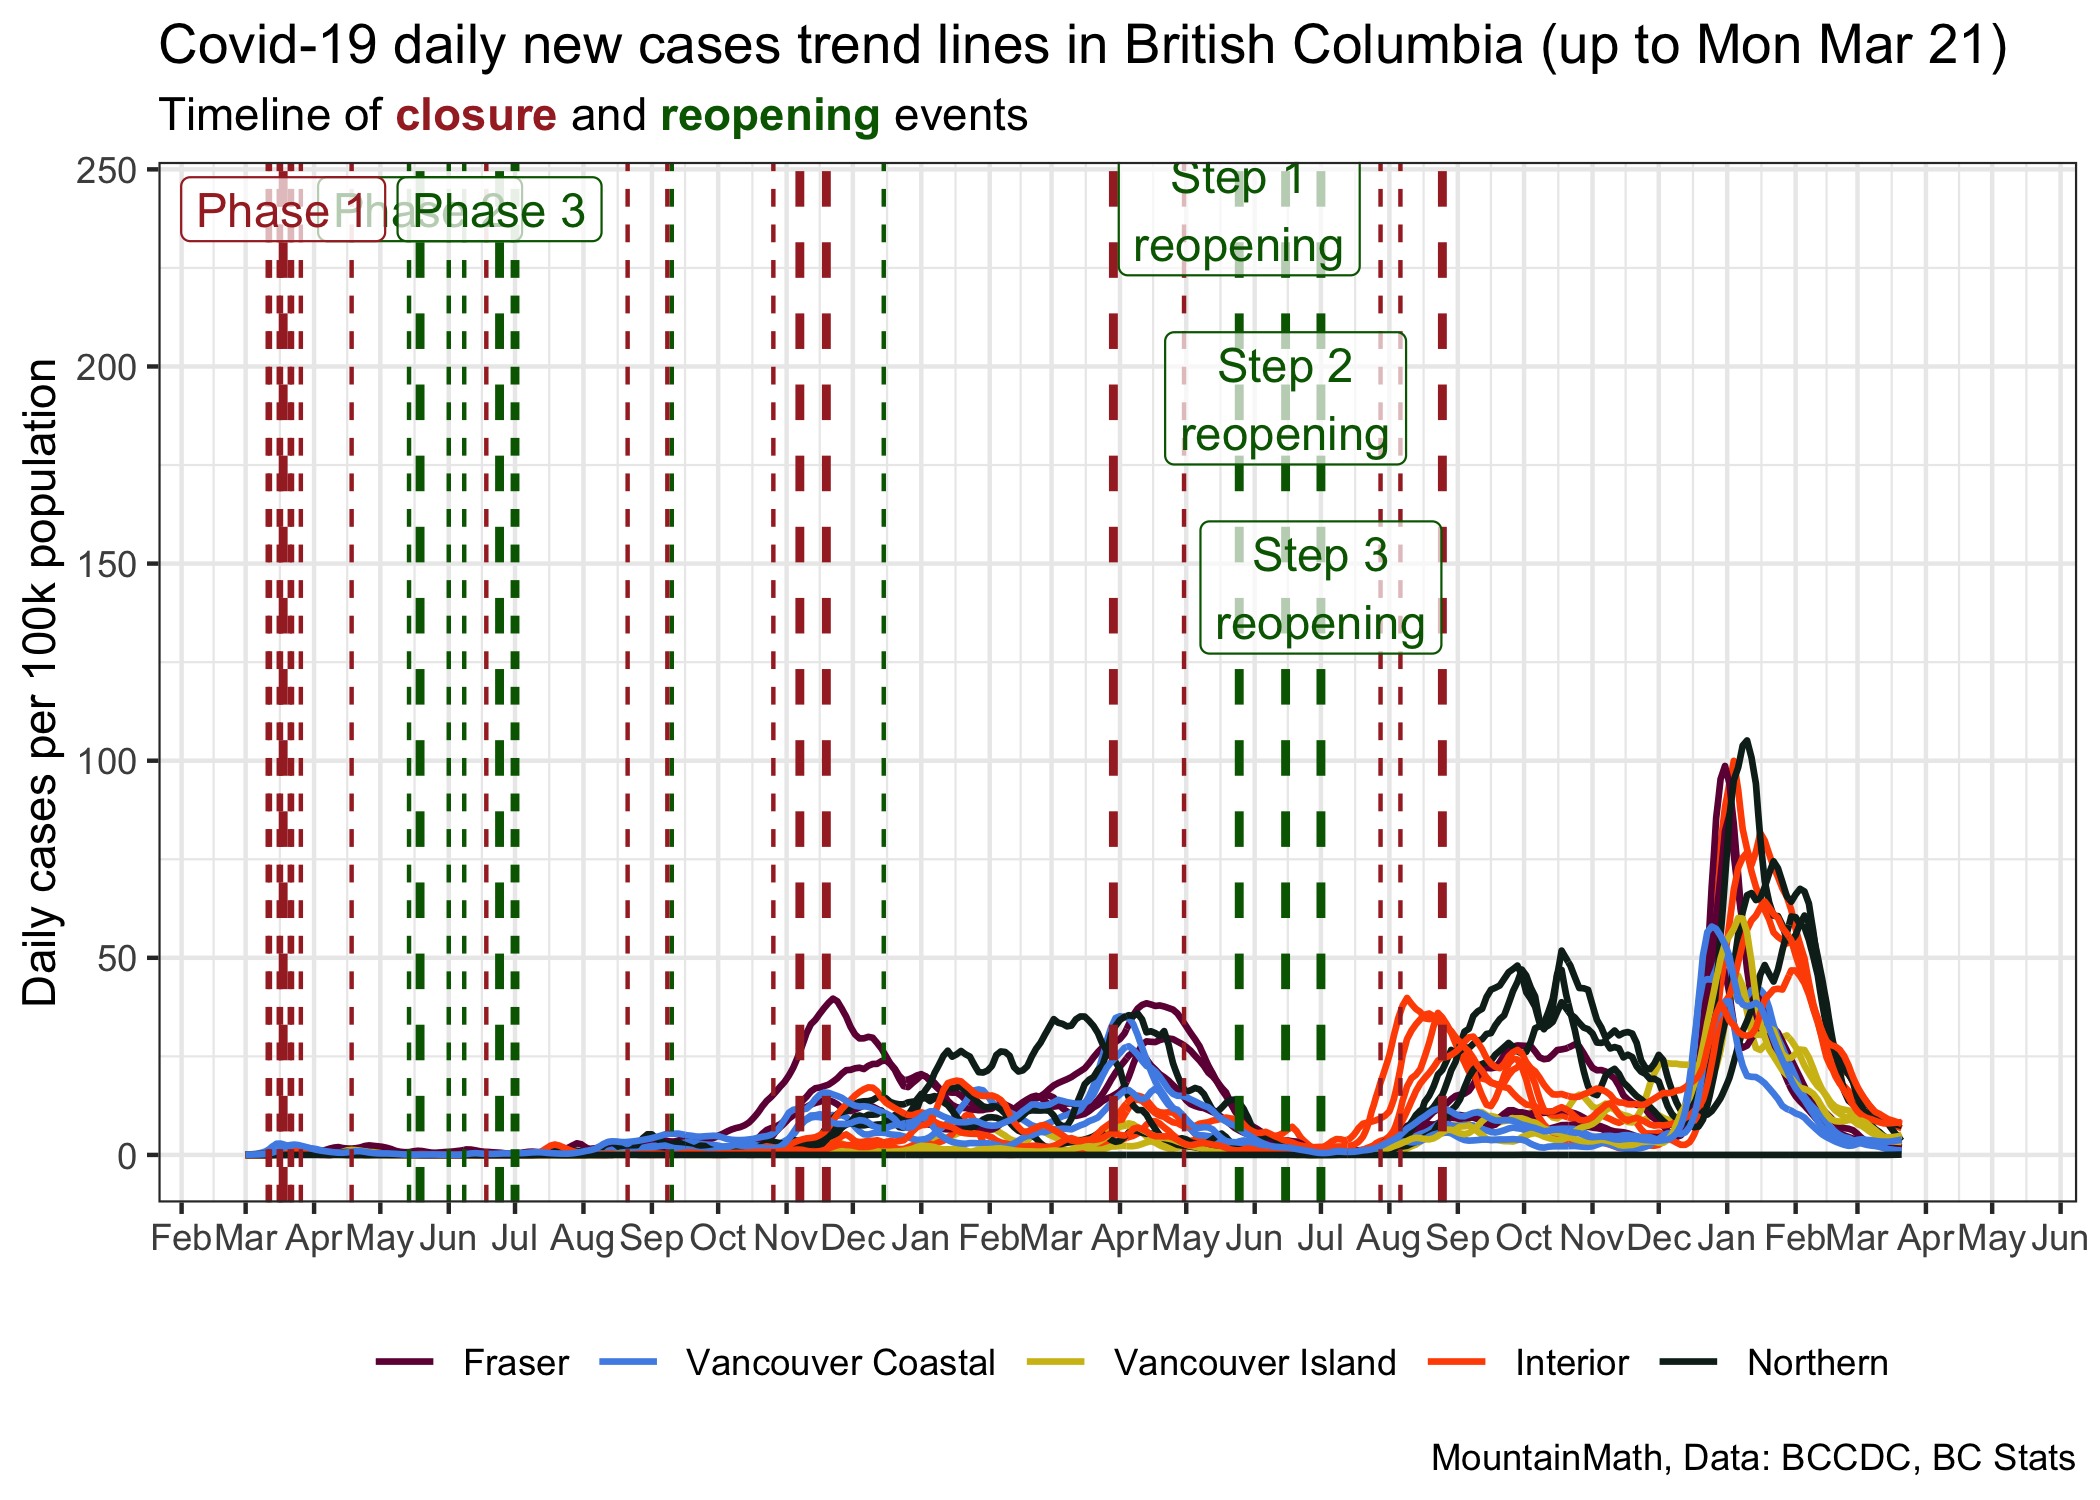 Covid-19 daily new cases trend lines in British Columbia (up to Mon Mar 21)
Timeline of closure and reopening events
Daily cases per 100k population
250
200
150
100
50
0
Phase 1
Phase 2
Phase 3
Step 1
reopening
Step 2
reopening
Step 3
reopening
Feb Mar Apr May Jun Jul Aug Sep Oct Nov Dec Jan Feb Mar Apr May Jun Jul Aug Sep Oct Nov Dec Jan Feb Mar Apr May Jun
Fraser Vancouver Coastal Vancouver Island Interior Northern
MountainMath, Data: BCCDC, BC Stats